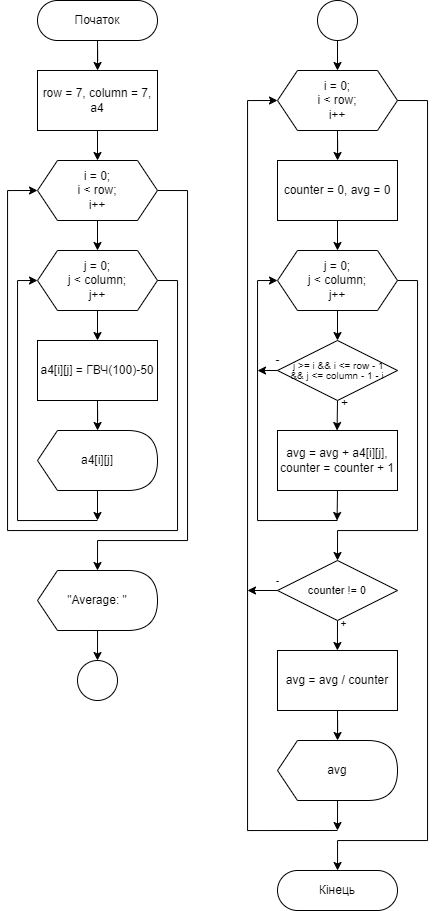 Початок
row = 7, column = 7,
a4
i = 0;
i < row;
i++
j = 0;
j < column;
j++
a4[i][j] = ГВЧ(100)-50
a4[i][j]
"Average: "
i = 0;
i < row;
i++
counter = 0, avg = 0
j = 0;
j < column;
j++
-
j >= i && i <= row - 1
&& j <= column - 1 - i
+
avg = avg + a4[i][j],
counter = counter + 1
-
counter != 0
+
avg = avg / counter
avg
Кінець